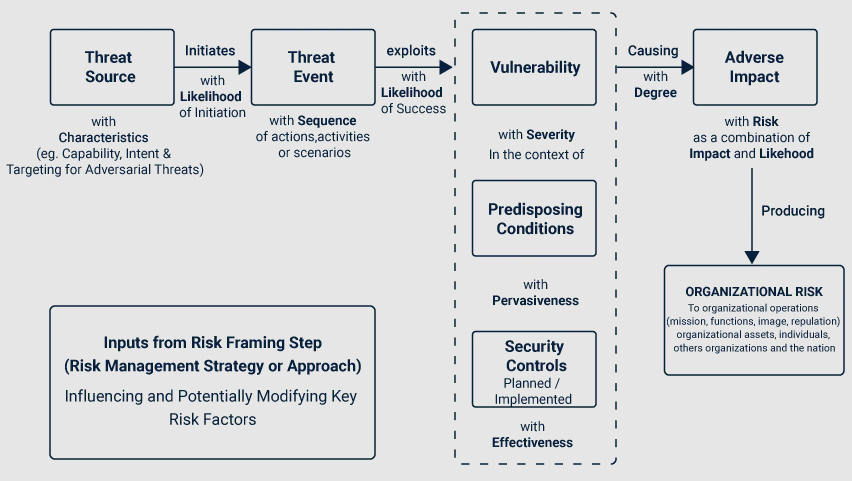 Threat
Source
Initiates
with
Likelihood
of Initiation
with
Characteristics
(eg. Capability, Intent &
Targeting for Adversarial Threats)
Threat
Event
exploits
with
Likelihood
of Success
with Sequence
of actions,activities
or scenarios
Vulnerability
with Severity
In the context of
Predisposing
Conditions
with
Pervasiveness
Security
Controls
Planned /
Implemented
with
Effectiveness
Causing
with
Degree
Adverse
Impact
with Risk
as a combination of
Impact and Likehood
Producing
ORGANIZATIONAL RISK
To organizational operations
(mission, functions, image, repulation)
organizational assets, individuals,
others organizations and the nation
Inputs from Risk Framing Step
(Risk Management Strategy or Approach)
Influencing and Potentially Modifying Key
Risk Factors